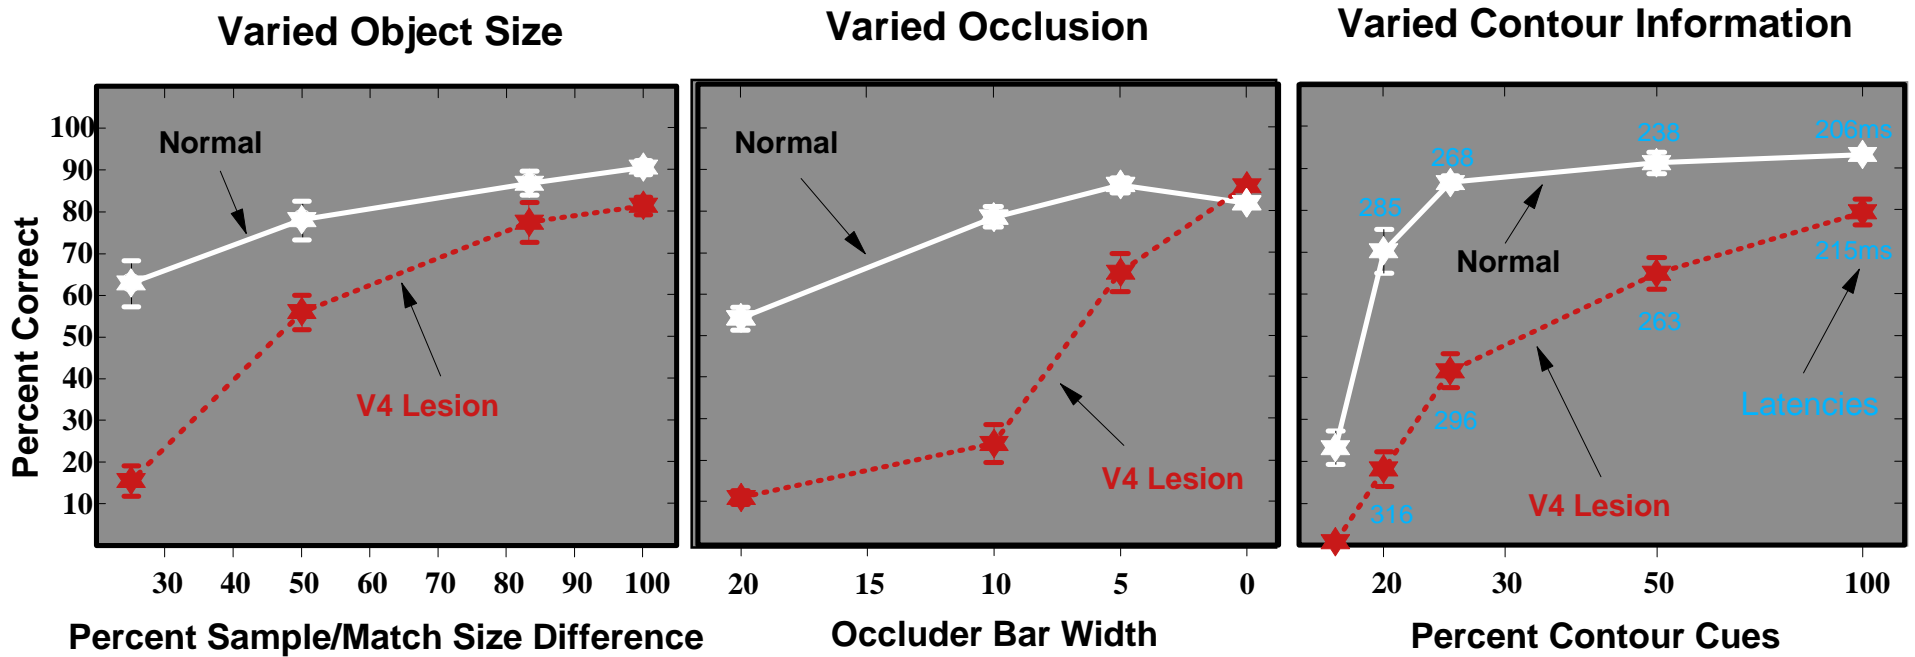 Varied Object Size
Varied Occlusion
Varied Contour Information
Percent Correct
100
90
80
70
60
50
40
30
20
10
Normal
V4 Lesion
30 40 50 60 70 80 90 100
Percent Sample/Match Size Difference
Normal
V4 Lesion
20 15 10 5 0
Occluder Bar Width
285
268
238
206ms
Normal
215ms
263
296
316
Latencies
V4 Lesion
20 30 50 100
Percent Contour Cues